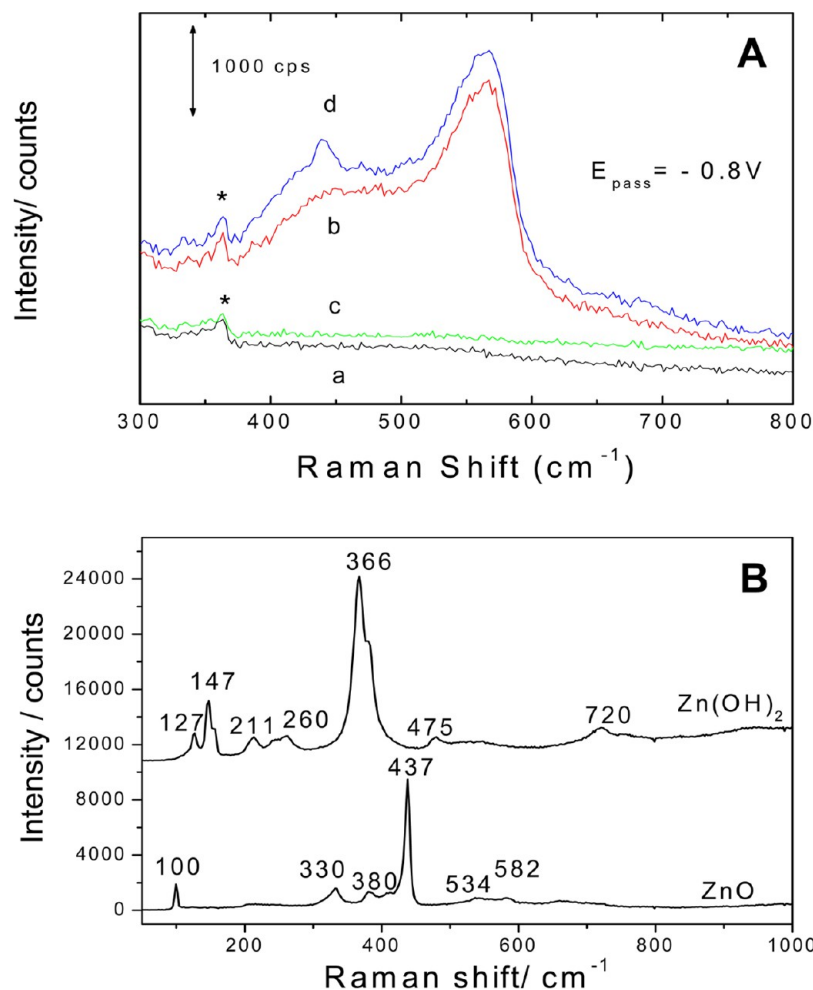 A
1000 cps
d
E pass = - 0.8V
*
b
*
c
a
Intensity/ counts
300 400 500 600 700 800
Raman Shift (cm-1)
B
366
24000
20000
147
16000
Zn(OH)2
127 211 260 475 720
12000
437
8000
4000
100 330 380 534 582
ZnO
0
Intensity / counts
200 400 600 800 1000
Raman shift/ cm-1